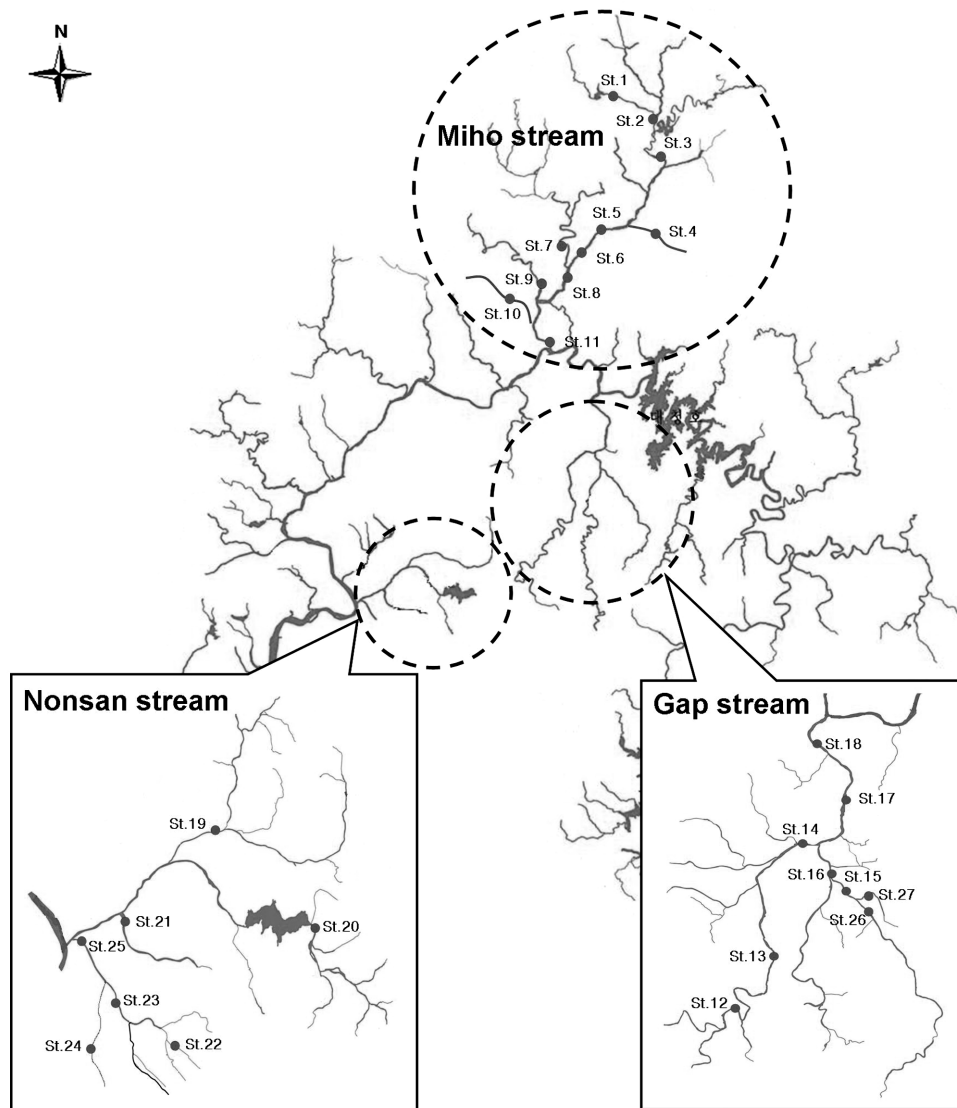 N
St.1
St.2
Miho stream
St.3
St.5
St.4
St.7
St.6
St.9
St.8
St.10
St.11
대 청 호
Nonsan stream
St.19
St.20
St.21
St.25
St.23
St.24
St.22
Gap stream
St.18
St.17
St.14
St.16
St.15
St.27
St.26
St.13
St.12